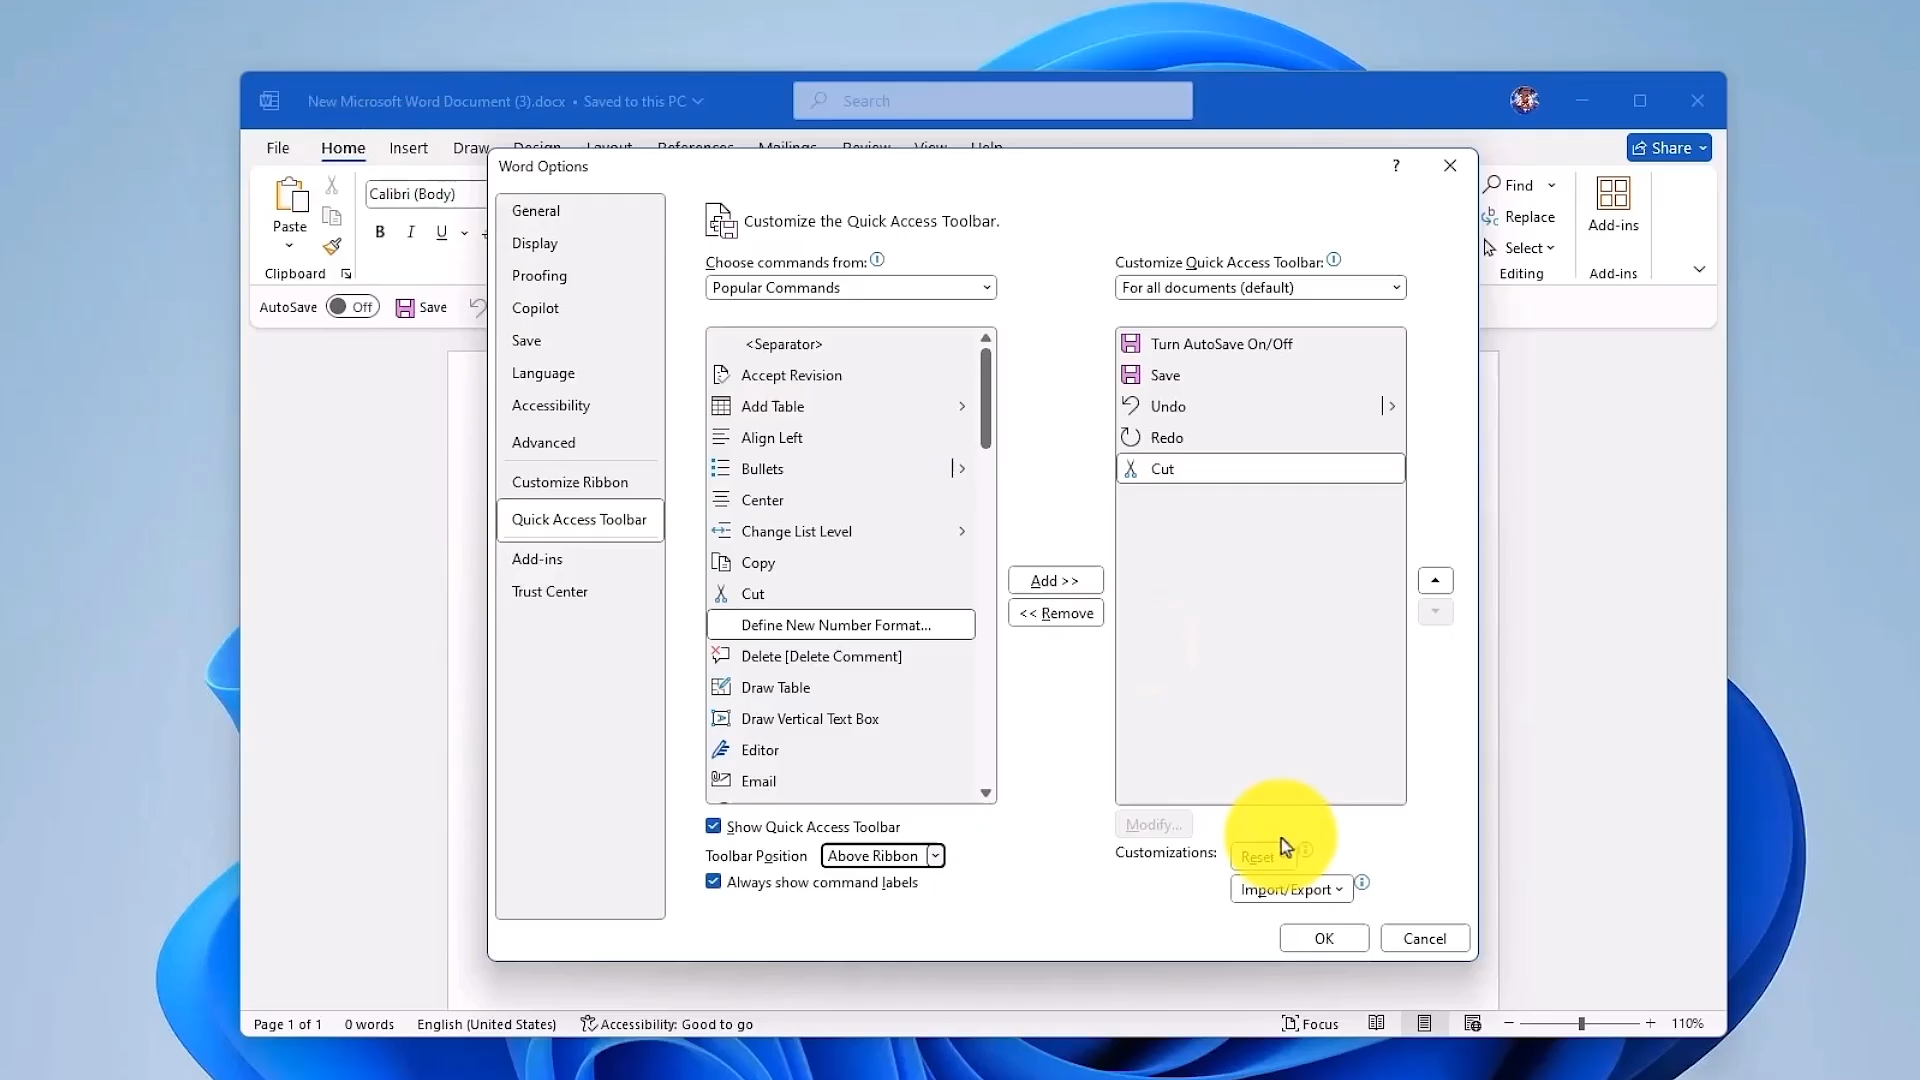 New Microsoft Word Document (3).docx • Saved to this PC
Search
File Home Insert Draw Design Layout References Mailings Review View Help
Share
Paste
Clipboard
Calibri (Body)
B I U
Find
Replace
Select
Editing
Add-ins
Add-ins
AutoSave Off Save
Word Options
?
General
Display
Proofing
Copilot
Save
Language
Accessibility
Advanced
Customize Ribbon
Quick Access Toolbar
Add-ins
Trust Center
Customize the Quick Access Toolbar.
Choose commands from:
Popular Commands
<Separator>
Accept Revision
Add Table
Align Left
Bullets
Center
Change List Level
Copy
Cut
Define New Number Format...
Delete [Delete Comment]
Draw Table
Draw Vertical Text Box
Editor
Email
Show Quick Access Toolbar
Toolbar Position Above Ribbon
Always show command labels
Add >>
<< Remove
Customize Quick Access Toolbar:
For all documents (default)
Turn AutoSave On/Off
Save
Undo
Redo
Cut
Modify...
Customizations: Reset
Import/Export
OK Cancel
Page 1 of 1 0 words English (United States) Accessibility: Good to go
Focus
110%